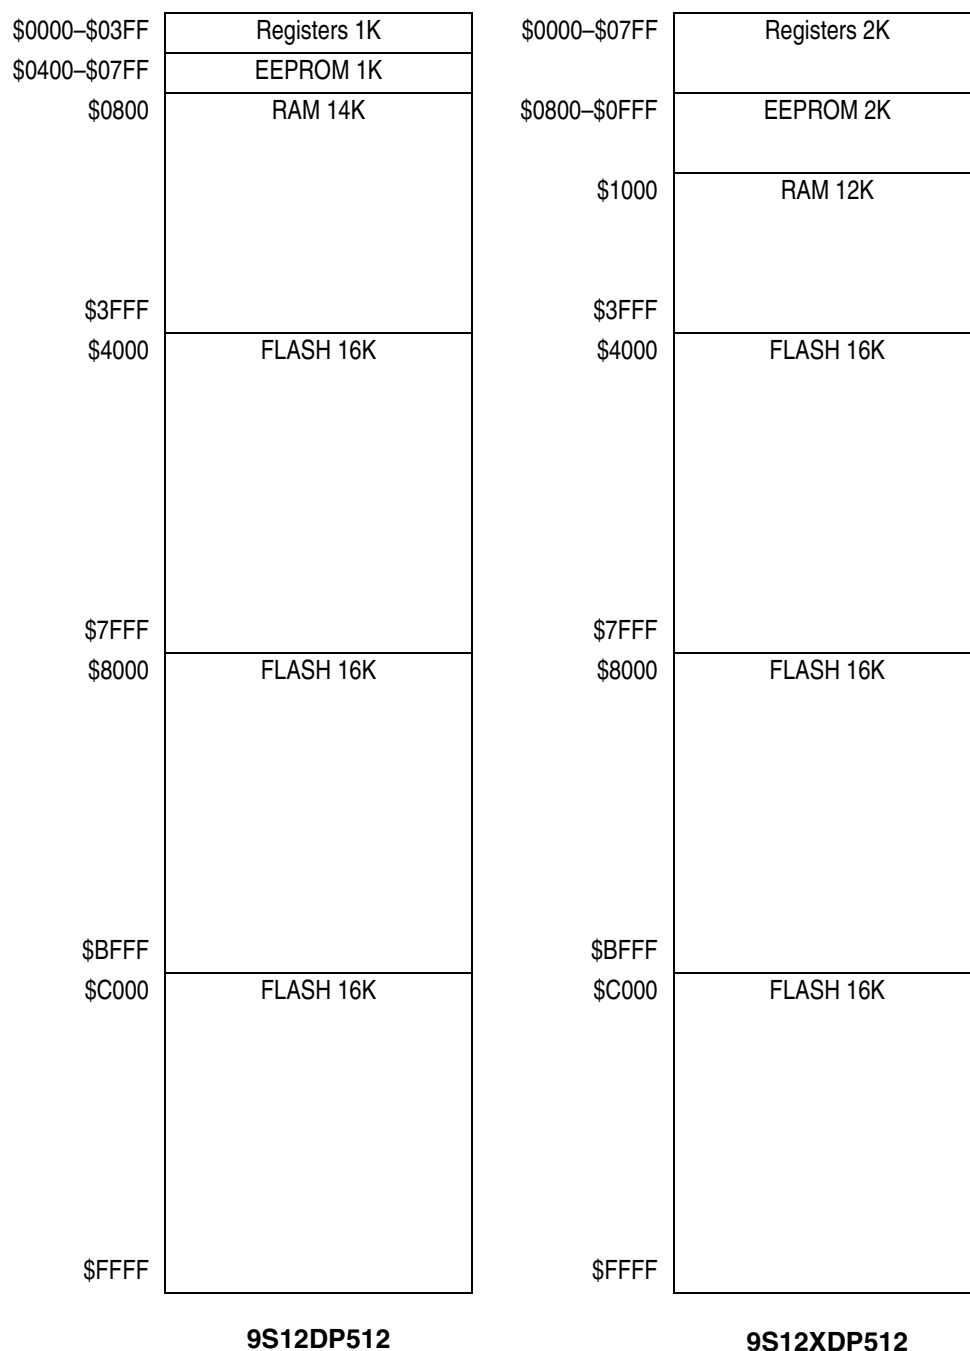 $0000–$03FF Registers 1K
$0400–$07FF EEPROM 1K
$0800 RAM 14K
$3FFF
$4000 FLASH 16K
$7FFF
$8000 FLASH 16K
$BFFF
$C000 FLASH 16K
$FFFF
9S12DP512
$0000–$07FF Registers 2K
$0800–$0FFF EEPROM 2K
$1000 RAM 12K
$3FFF
$4000 FLASH 16K
$7FFF
$8000 FLASH 16K
$BFFF
$C000 FLASH 16K
$FFFF
9S12XDP512